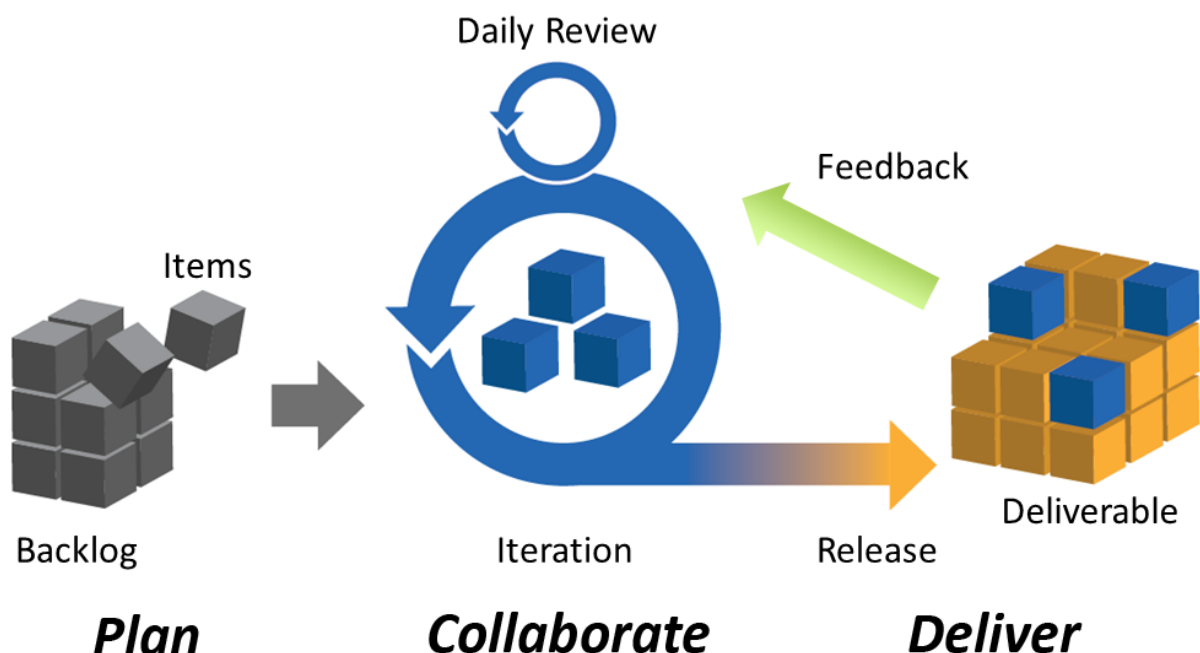 Daily Review
Feedback
Items
Deliverable
Backlog
Iteration
Release
Plan
Collaborate
Deliver